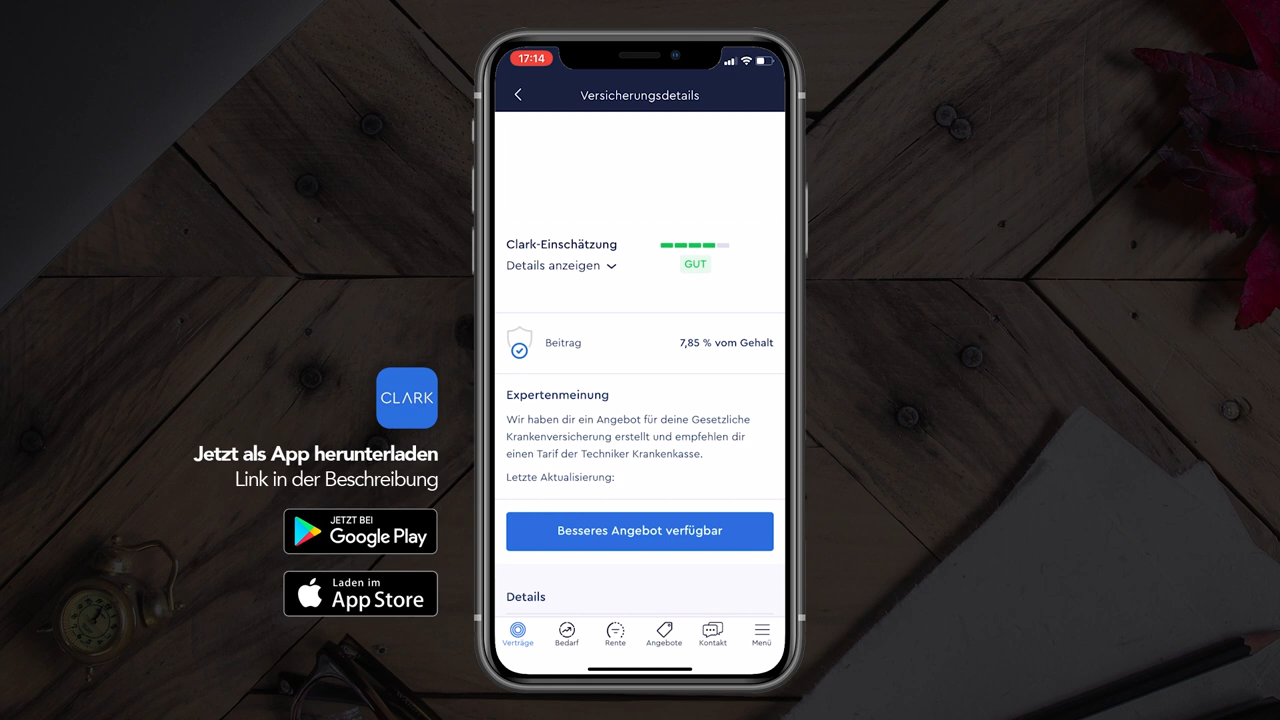 17:14
Versicherungsdetails
Clark-Einschätzung
Details anzeigen
GUT
Beitrag
7,85 % vom Gehalt
Expertenmeinung
Wir haben dir ein Angebot für deine Gesetzliche
Krankenversicherung erstellt und empfehlen dir
einen Tarif der Techniker Krankenkasse.
Letzte Aktualisierung:
Besseres Angebot verfügbar
Details
Verträge
Bedarf
Rente
Angebote
Kontakt
Menü
CLARK
Jetzt als App herunterladen
Link in der Beschreibung
JETZT BEI
Google Play
Laden im
App Store